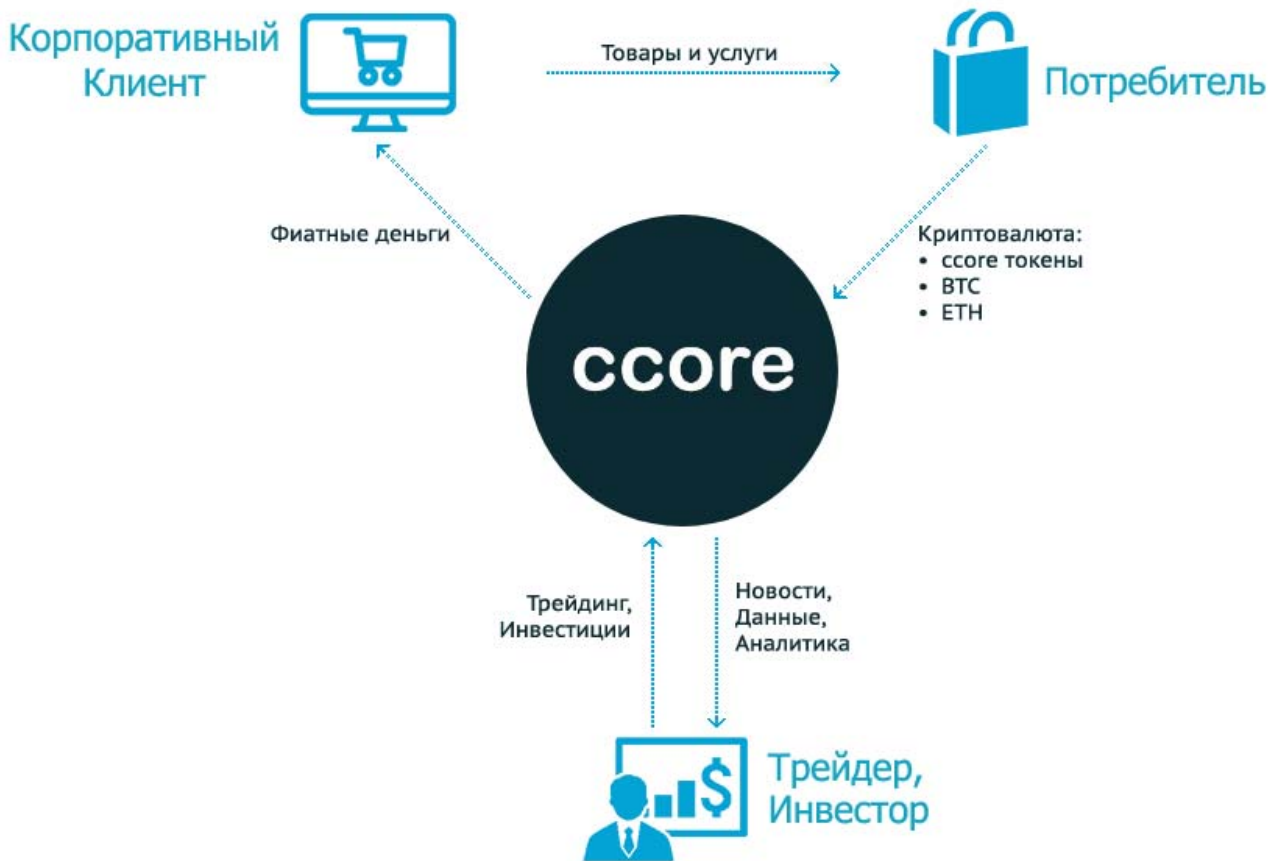 Корпоративный
Клиент
Товары и услуги
Потребитель
Фиатные деньги
Криптовалюта:
• ccore токены
• BTC
• ETH
ccore
Трейдинг,
Инвестиции
Новости,
Данные,
Аналитика
$
Трейдер,
Инвестор